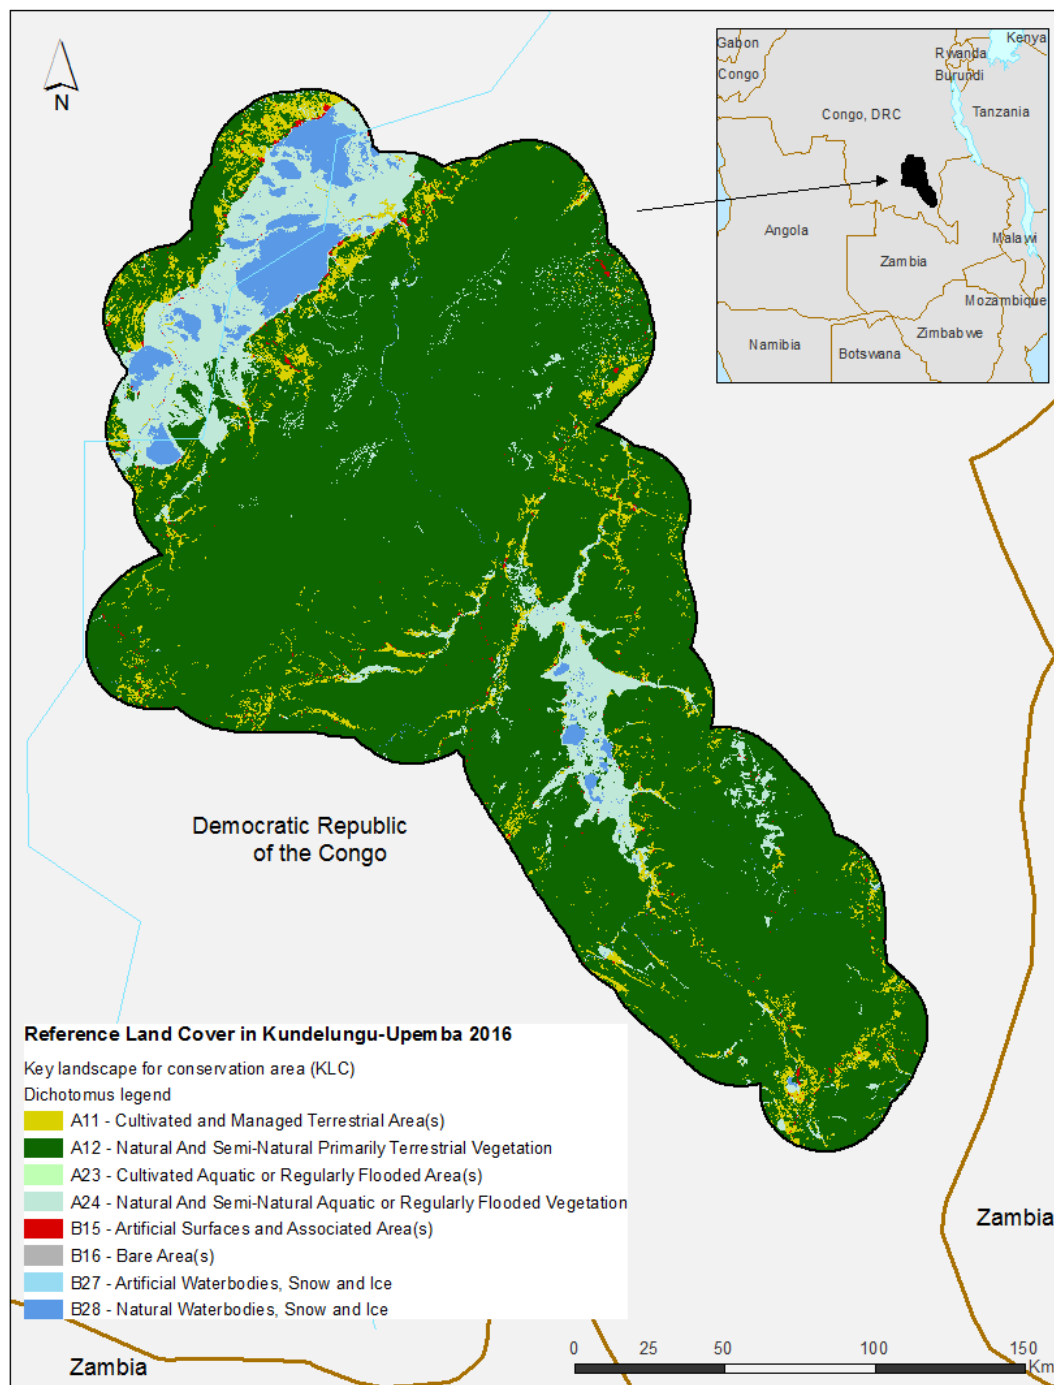 N
Gabon
Congo
Congo, DRC
Rwanda
Burundi
Kenya
Tanzania
Angola
Zambia
Malawi
Mozambique
Zimbabwe
Namibia
Botswana
Democratic Republic
of the Congo
Reference Land Cover in Kundelungu-Upemba 2016
Key landscape for conservation area (KLC)
Dichotomus legend
A11 - Cultivated and Managed Terrestrial Area(s)
A12 - Natural And Semi-Natural Primarily Terrestrial Vegetation
A23 - Cultivated Aquatic or Regularly Flooded Area(s)
A24 - Natural And Semi-Natural Aquatic or Regularly Flooded Vegetation
B15 - Artificial Surfaces and Associated Area(s)
B16 - Bare Area(s)
B27 - Artificial Waterbodies, Snow and Ice
B28 - Natural Waterbodies, Snow and Ice
Zambia
Zambia
0 25 50 100 150
Km